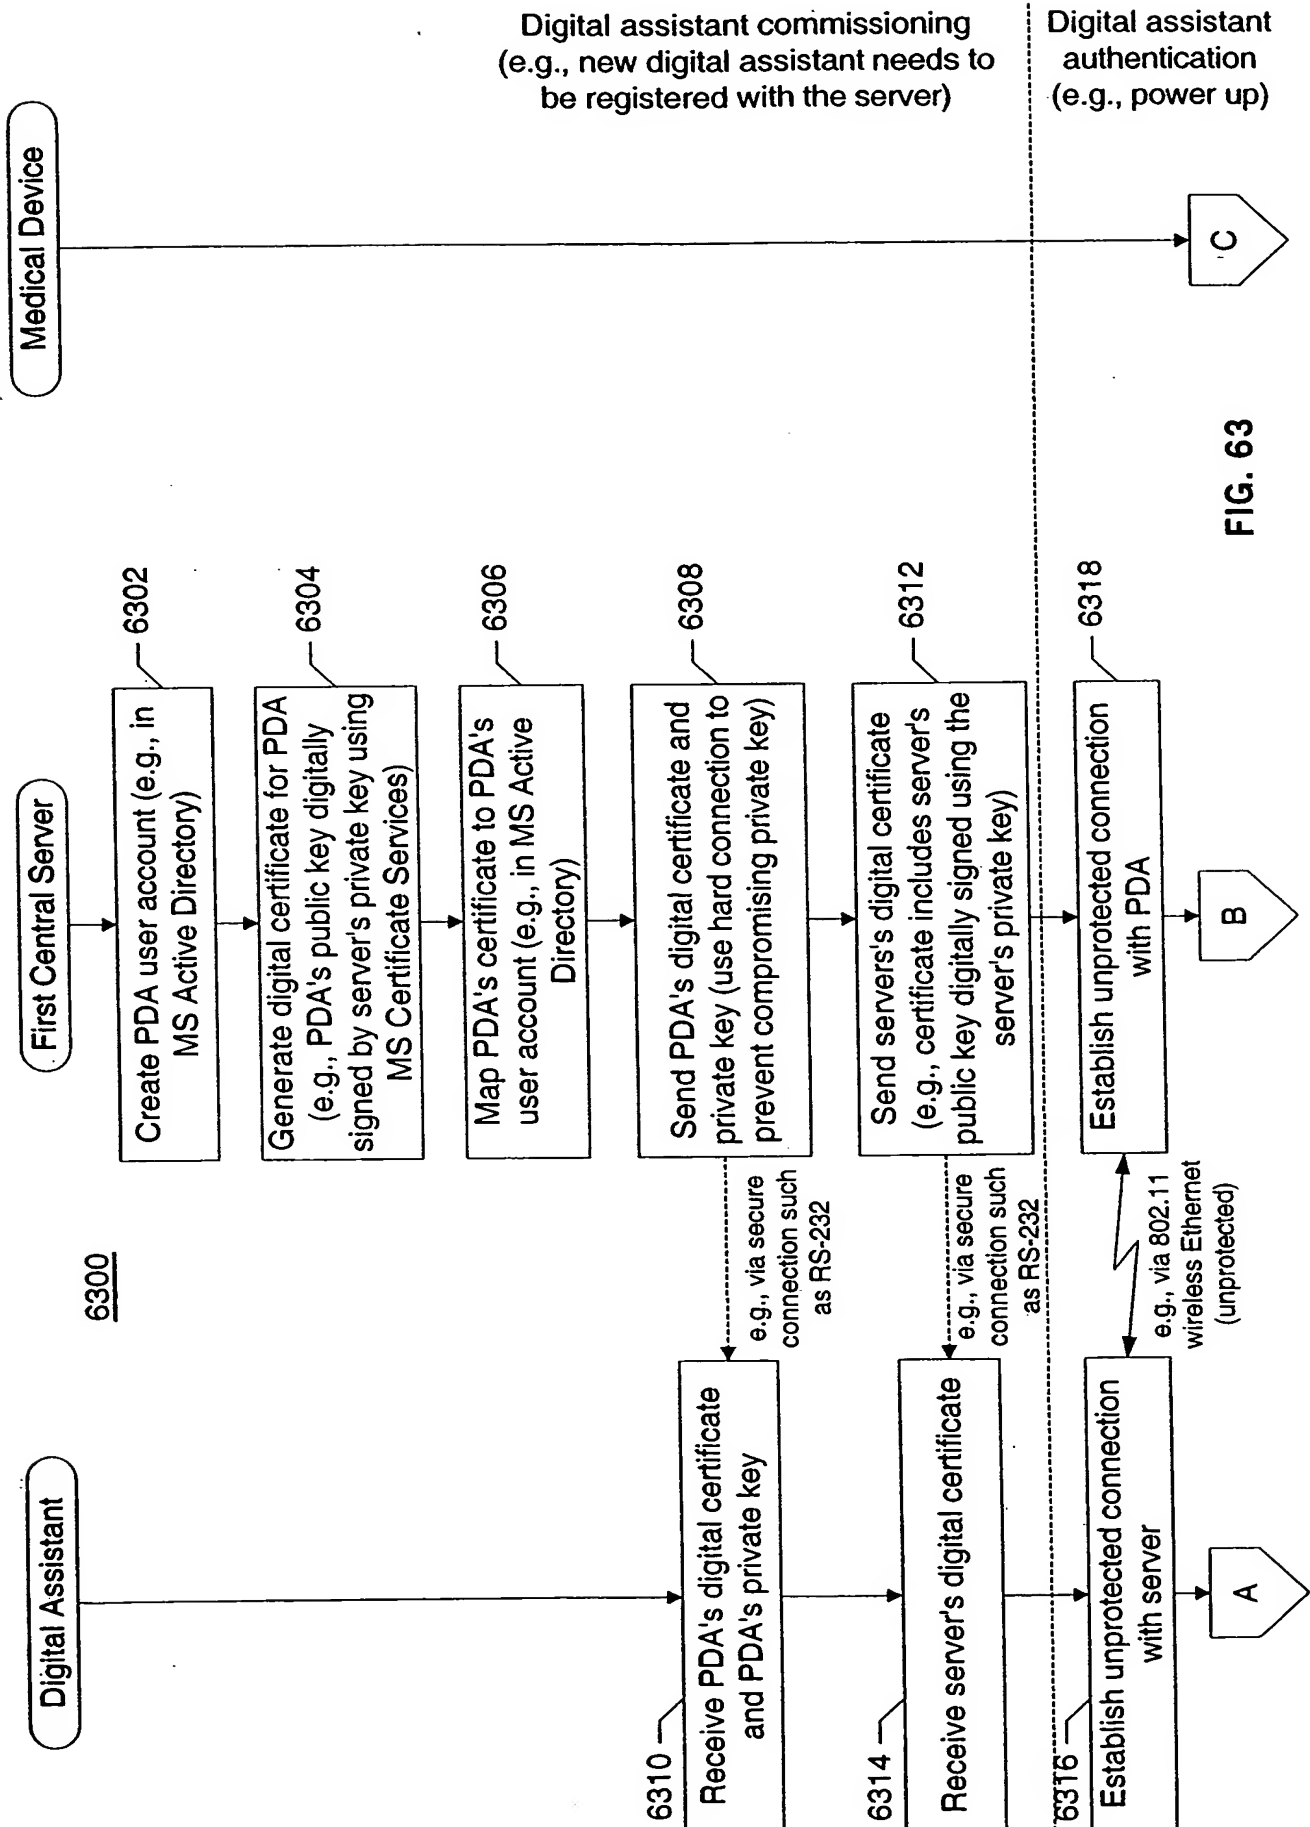 Digital assistant commissioning
(e.g., new digital assistant needs to
be registered with the server)
Digital assistant
authentication
(e.g., power up)
Digital Assistant
First Central Server
Medical Device
6300
Create PDA user account (e.g., in
MS Active Directory)
6302
Generate digital certificate for PDA
(e.g., PDA's public key digitally
signed by server's private key using
MS Certificate Services)
6304
Map PDA's certificate to PDA's
user account (e.g., in MS Active
Directory)
6306
6310
Receive PDA's digital certificate
and PDA's private key
e.g., via secure
connection such
as RS-232
Send PDA's digital certificate and
private key (use hard connection to
prevent compromising private key)
6308
6314
Receive server's digital certificate
e.g., via secure
connection such
as RS-232
Send servers's digital certificate
(e.g., certificate includes server's
public key digitally signed using the
server's private key)
6312
6316
Establish unprotected connection
with server
e.g., via 802.11
wireless Ethernet
(unprotected)
Establish unprotected connection
with PDA
6318
A
B
C
FIG. 63